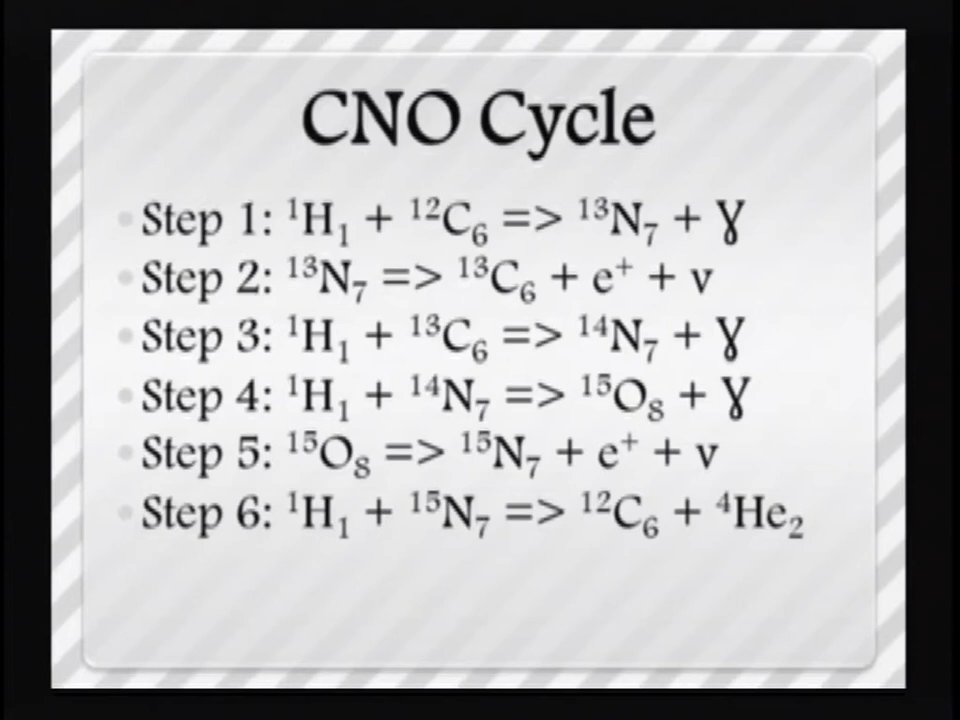 CNO Cycle
Step 1: ¹H₁ + ¹²C₆ => ¹³N₇ + Ɣ
Step 2: ¹³N₇ => ¹³C₆ + e⁺ + ν
Step 3: ¹H₁ + ¹³C₆ => ¹⁴N₇ + Ɣ
Step 4: ¹H₁ + ¹⁴N₇ => ¹⁵O₈ + Ɣ
Step 5: ¹⁵O₈ => ¹⁵N₇ + e⁺ + ν
Step 6: ¹H₁ + ¹⁵N₇ => ¹²C₆ + ⁴He₂